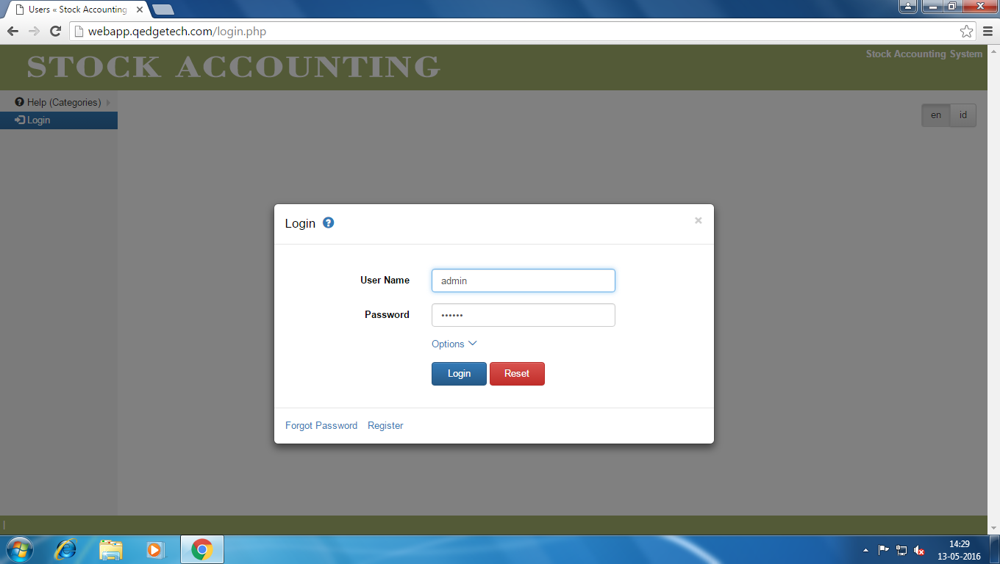 Users « Stock Accounting
webapp.qedgetech.com/login.php
STOCK ACCOUNTING
Stock Accounting System
Help (Categories)
Login
en id
Login
User Name admin
Password ••••••
Options
Login Reset
Forgot Password Register
|
14:29
13-05-2016